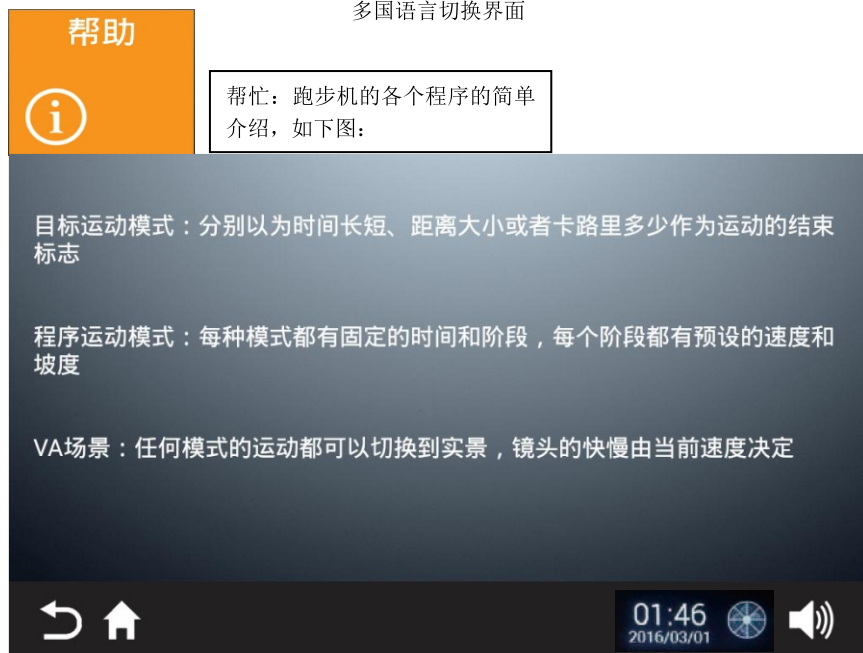 多国语言切换界面
帮助
i
帮忙：跑步机的各个程序的简单
介绍，如下图：
目标运动模式：分别以为时间长短、距离大小或者卡路里多少作为运动的结束
标志
程序运动模式：每种模式都有固定的时间和阶段，每个阶段都有预设的速度和
坡度
VA场景：任何模式的运动都可以切换到实景，镜头的快慢由当前速度决定
01:46
2016/03/01